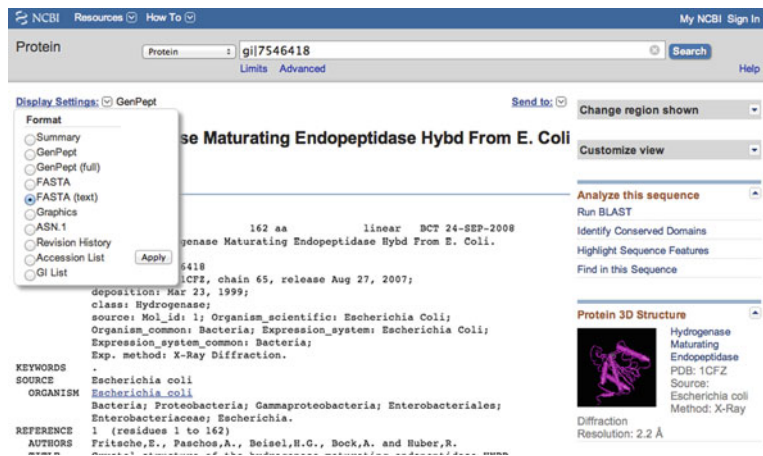 NCBI Resources How To My NCBI Sign In
Protein Protein gi|7546418 Search
Limits Advanced Help
Display Settings: GenPept Send to:
Format
Summary
GenPept
GenPept (full)
FASTA
FASTA (text)
Graphics
ASN.1
Revision History
Accession List Apply
GI List
Maturating Endopeptidase Hybd From E. Coli
162 aa linear BCT 24-SEP-2008
Maturating Endopeptidase Hybd From E. Coli.
chain 65, release Aug 27, 2007;
deposition: Mar 23, 1999;
class: Hydrogenase;
source: Mol_id: 1; Organism_scientific: Escherichia Coli;
Organism_common: Bacteria; Expression_system: Escherichia Coli;
Expression_system_common: Bacteria;
Exp. method: X-Ray Diffraction.
KEYWORDS .
SOURCE Escherichia coli
ORGANISM Escherichia coli
Bacteria; Proteobacteria; Gammaproteobacteria; Enterobacteriales;
Enterobacteriaceae; Escherichia.
REFERENCE 1 (residues 1 to 162)
AUTHORS Fritsche,E., Paschos,A., Beisel,H.G., Bock,A. and Huber,R.
Change region shown
Customize view
Analyze this sequence
Run BLAST
Identify Conserved Domains
Highlight Sequence Features
Find in this Sequence
Protein 3D Structure
Hydrogenase
Maturating
Endopeptidase
PDB: 1CFZ
Source:
Escherichia coli
Method: X-Ray
Diffraction
Resolution: 2.2 Å